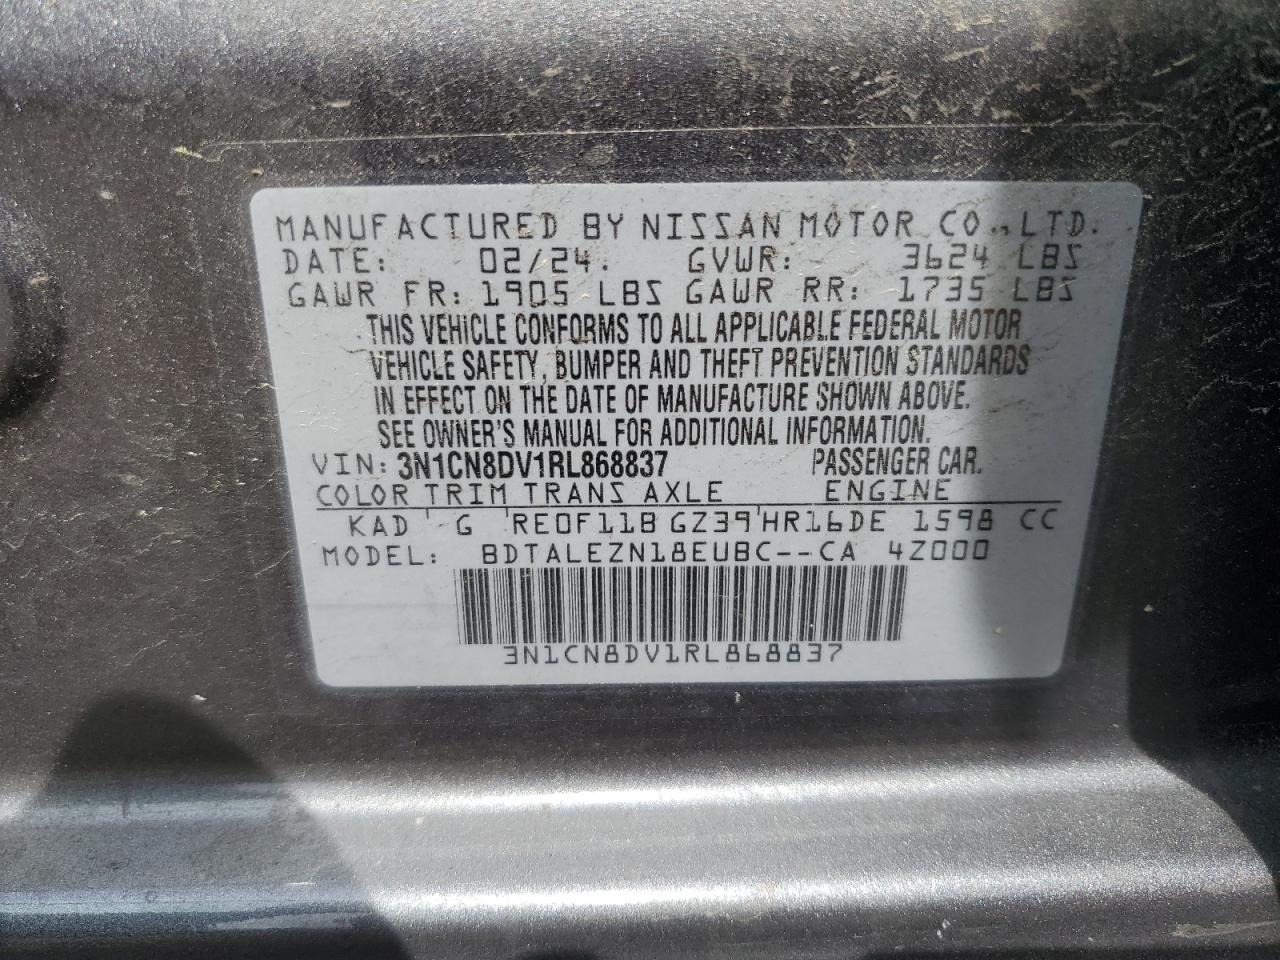 MANUFACTURED BY NISSAN MOTOR CO., LTD.
DATE: 02/24. GVWR: 3624 LBS
GAWR FR: 1905 LBS GAWR RR: 1735 LBS
THIS VEHICLE CONFORMS TO ALL APPLICABLE FEDERAL MOTOR
VEHICLE SAFETY, BUMPER AND THEFT PREVENTION STANDARDS
IN EFFECT ON THE DATE OF MANUFACTURE SHOWN ABOVE.
SEE OWNER'S MANUAL FOR ADDITIONAL INFORMATION.
VIN: 3N1CN8DV1RL868837 PASSENGER CAR.
COLOR TRIM TRANS AXLE ENGINE
KAD G RE0F11B GZ39 HR16DE 1598 CC
MODEL: BDTALEZN18EUBC--CA 4Z000
3N1CN8DV1RL868837